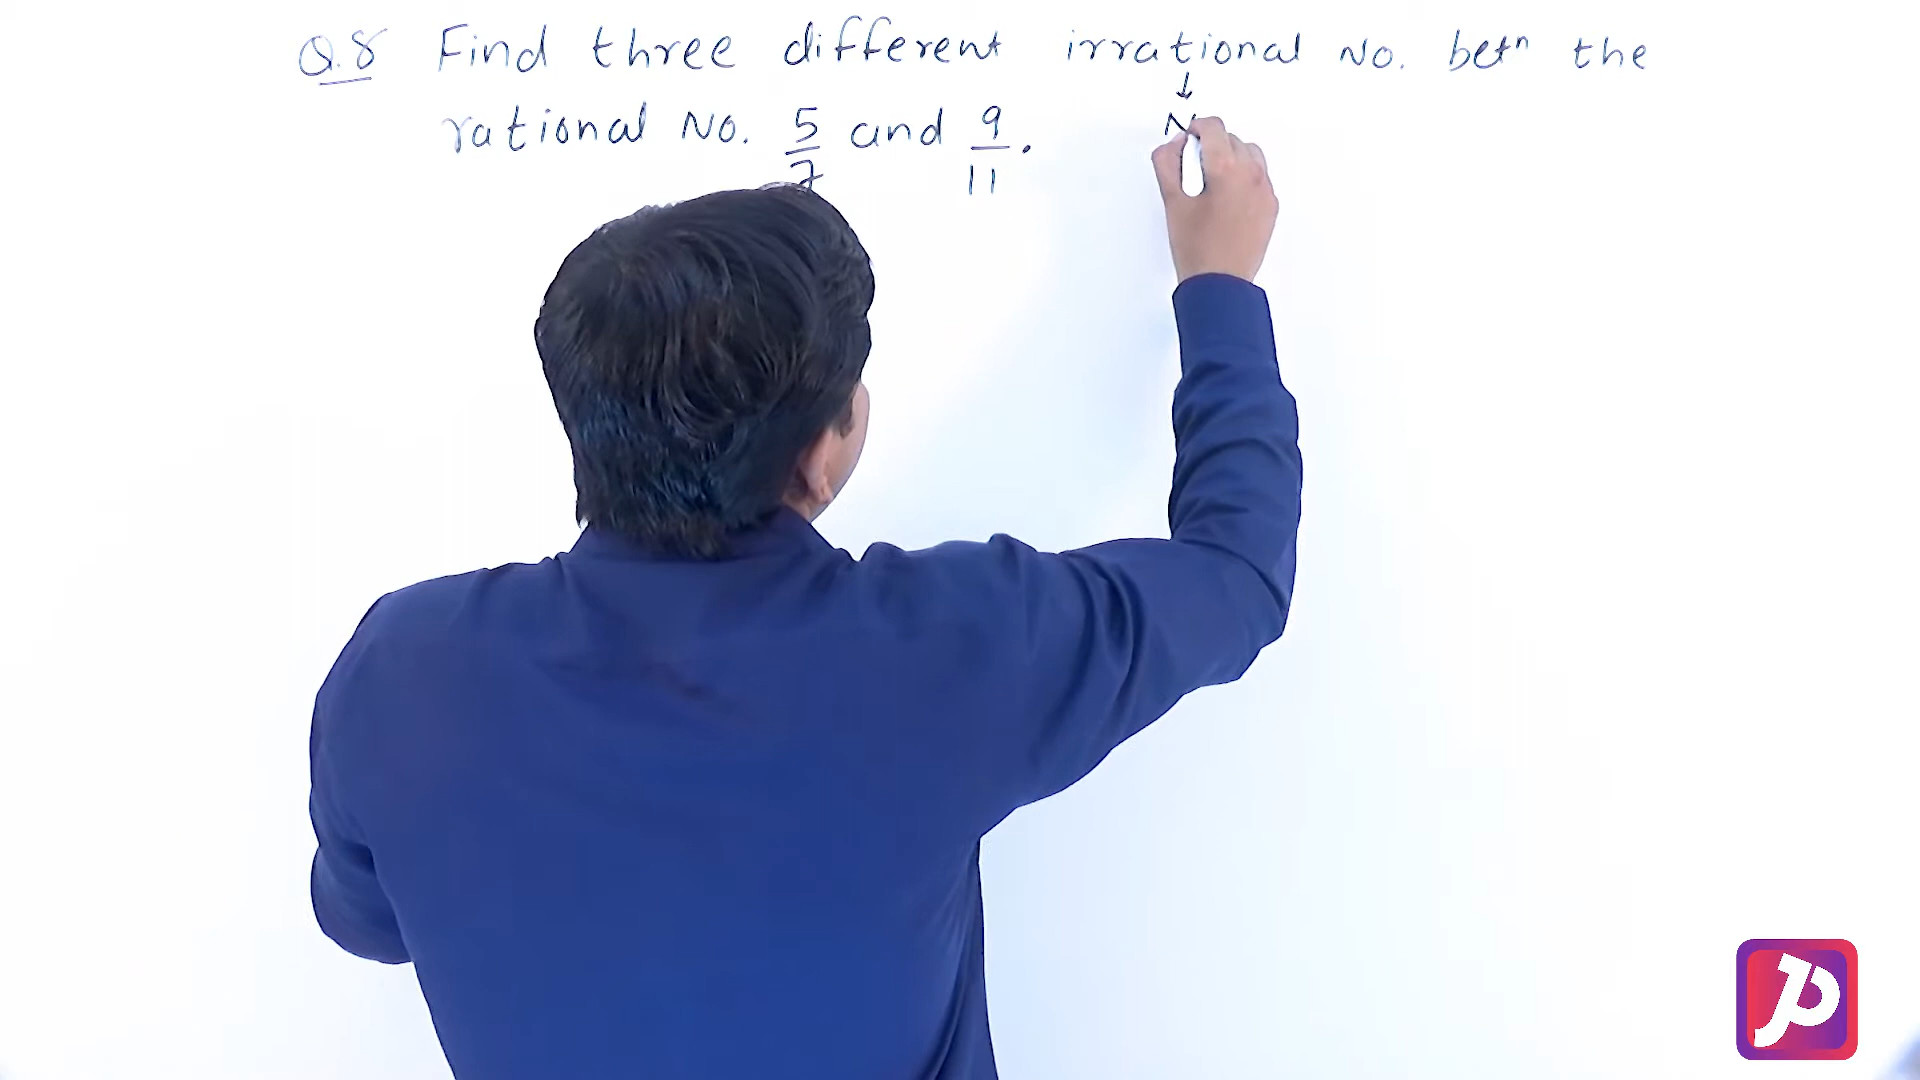 Q.8 Find three different irrational No. betⁿ the
rational No. 5/7 and 9/11.
↓
N